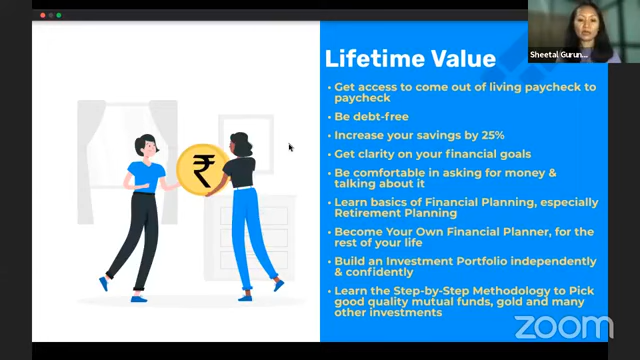 Lifetime Value
Sheetal Gurun...
• Get access to come out of living paycheck to
paycheck
• Be debt-free
• Increase your savings by 25%
• Get clarity on your financial goals
• Be comfortable in asking for money &
talking about it
• Learn basics of Financial Planning, especially
Retirement Planning
• Become Your Own Financial Planner, for the
rest of your life
• Build an Investment Portfolio independently
& confidently
• Learn the Step-by-Step Methodology to Pick
good quality mutual funds, gold and many
other investments
₹
zoom